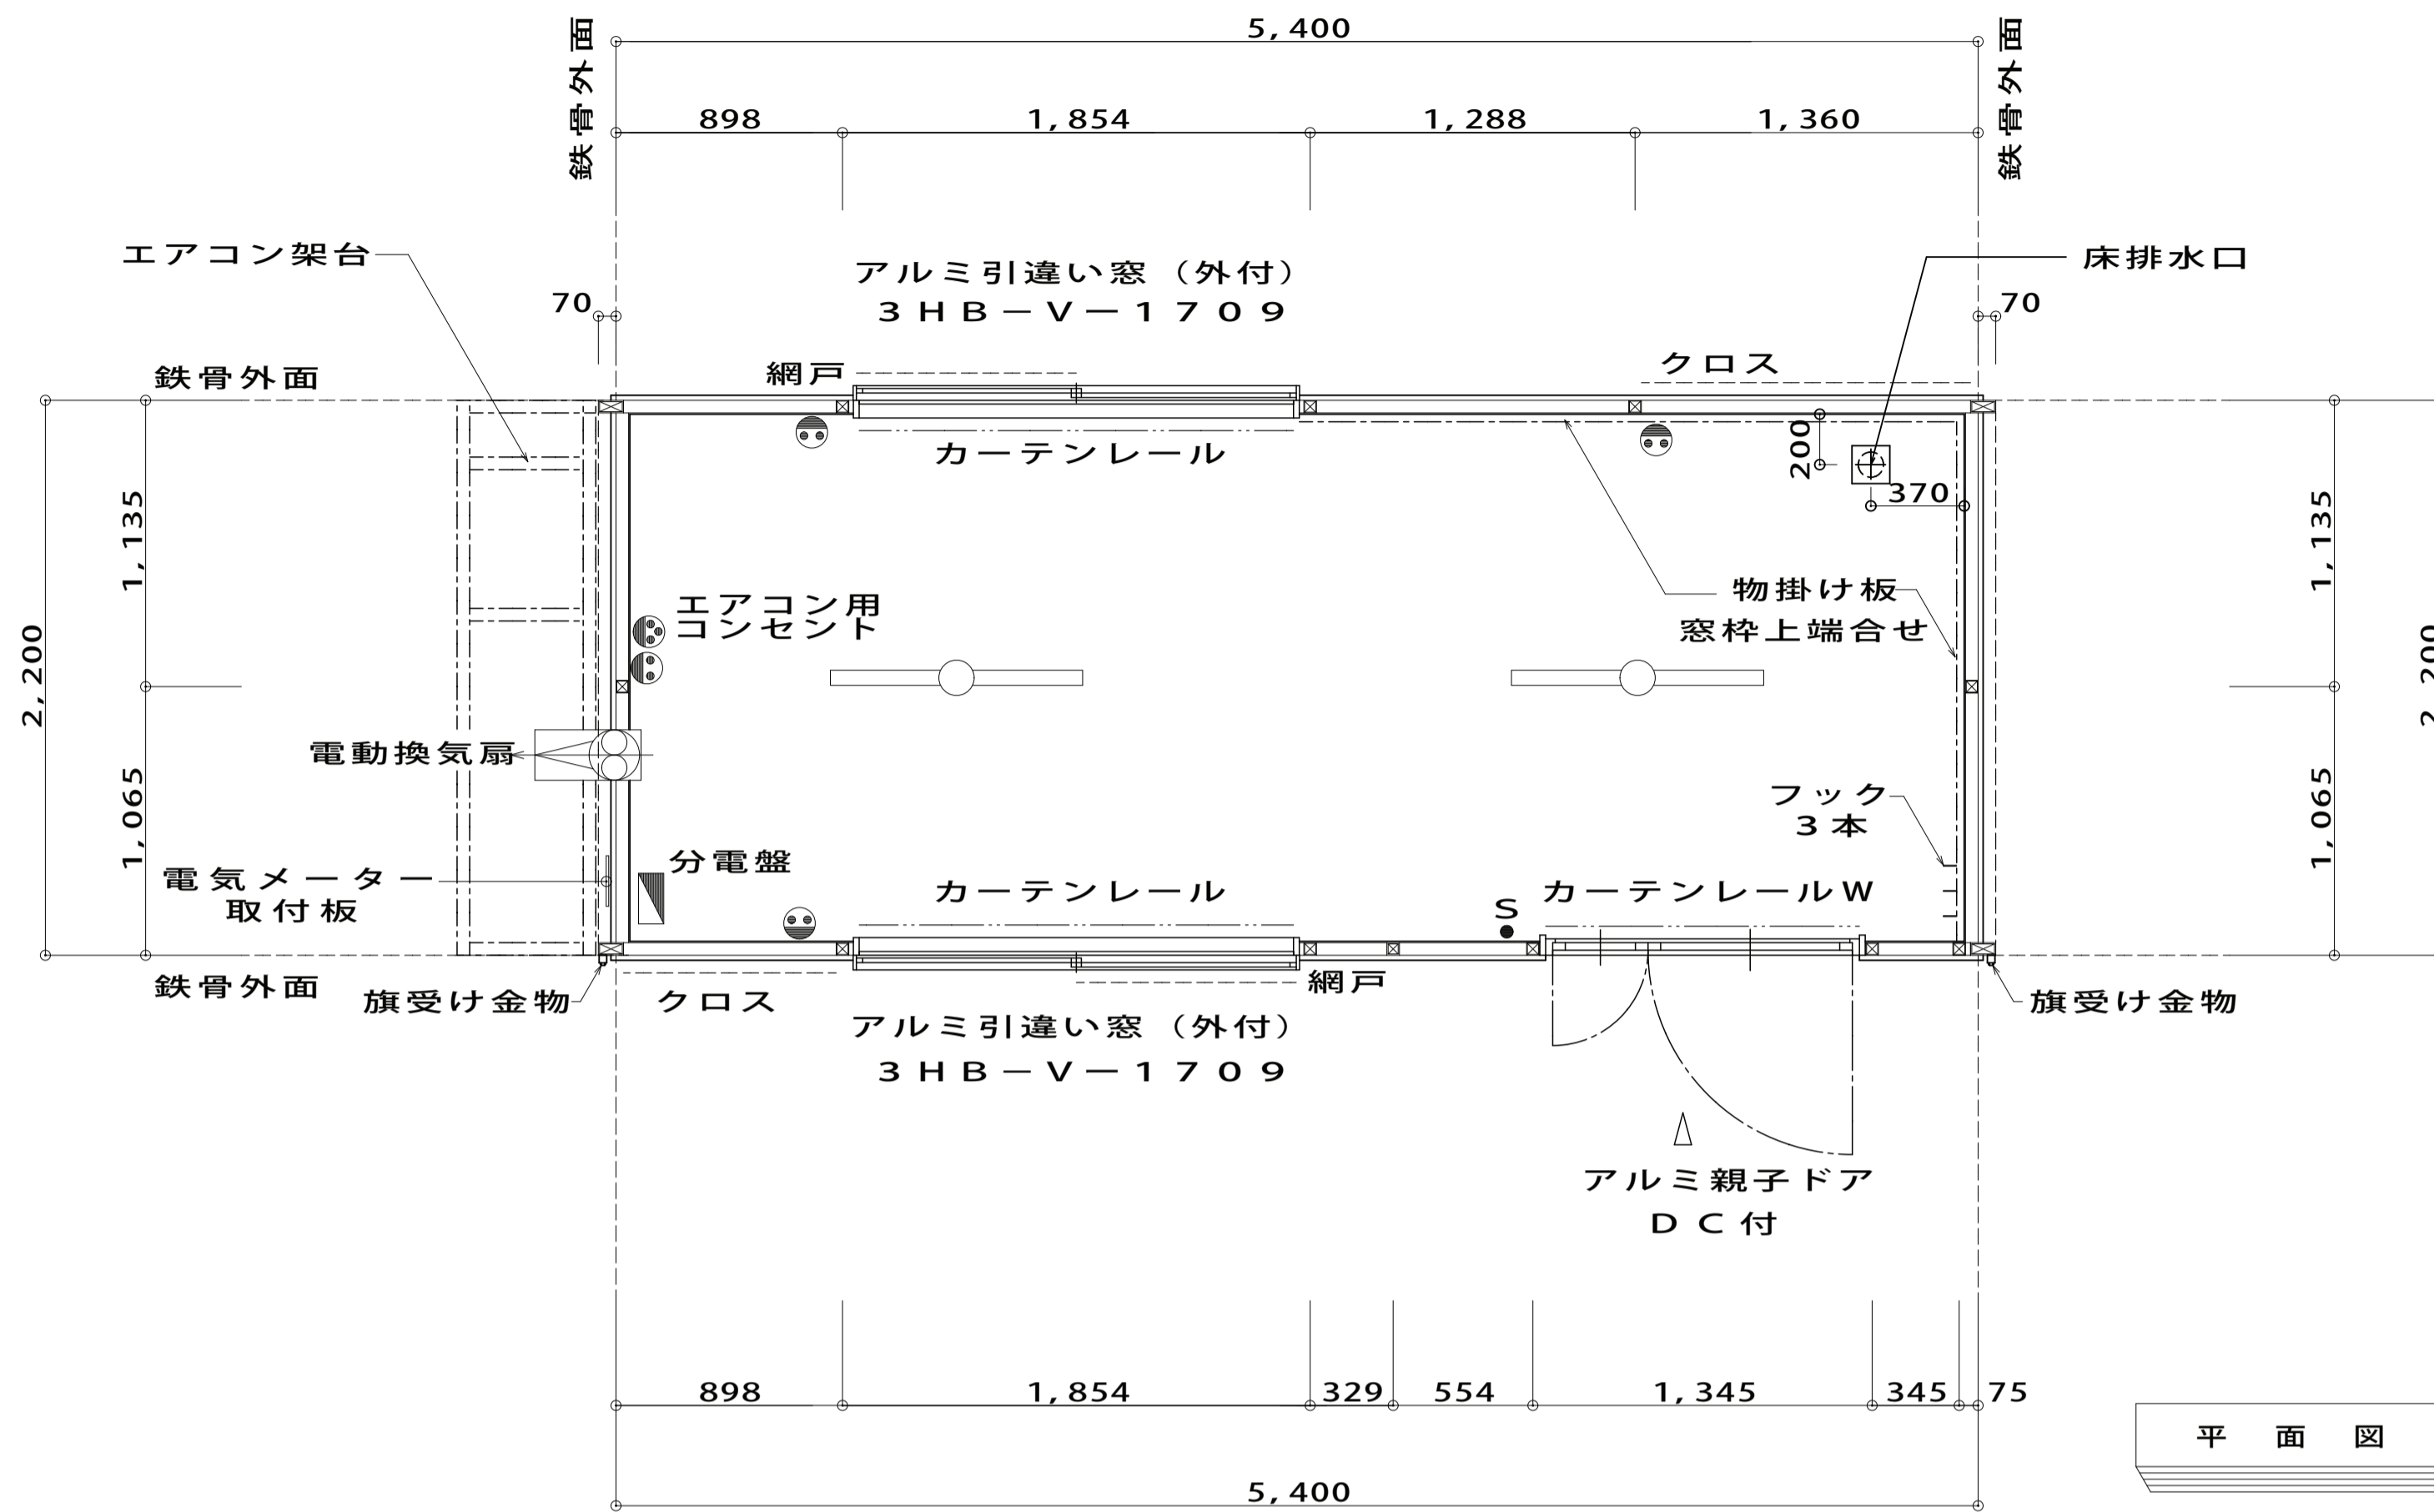 5,400
鉄骨外面
鉄骨外面
898
1,854
1,288
1,360
エアコン架台
アルミ引違い窓（外付）
3HB－V－1709
床排水口
70
70
鉄骨外面
網戸
クロス
カーテンレール
200
370
1,135
1,135
2,200
2,200
エアコン用
コンセント
物掛け板
窓枠上端合せ
電動換気扇
1,065
1,065
フック
3本
分電盤
電気メーター
取付板
カーテンレール
S
カーテンレールW
鉄骨外面
旗受け金物
クロス
網戸
旗受け金物
アルミ引違い窓（外付）
3HB－V－1709
アルミ親子ドア
DC付
898
1,854
329
554
1,345
345
75
平面図
5,400